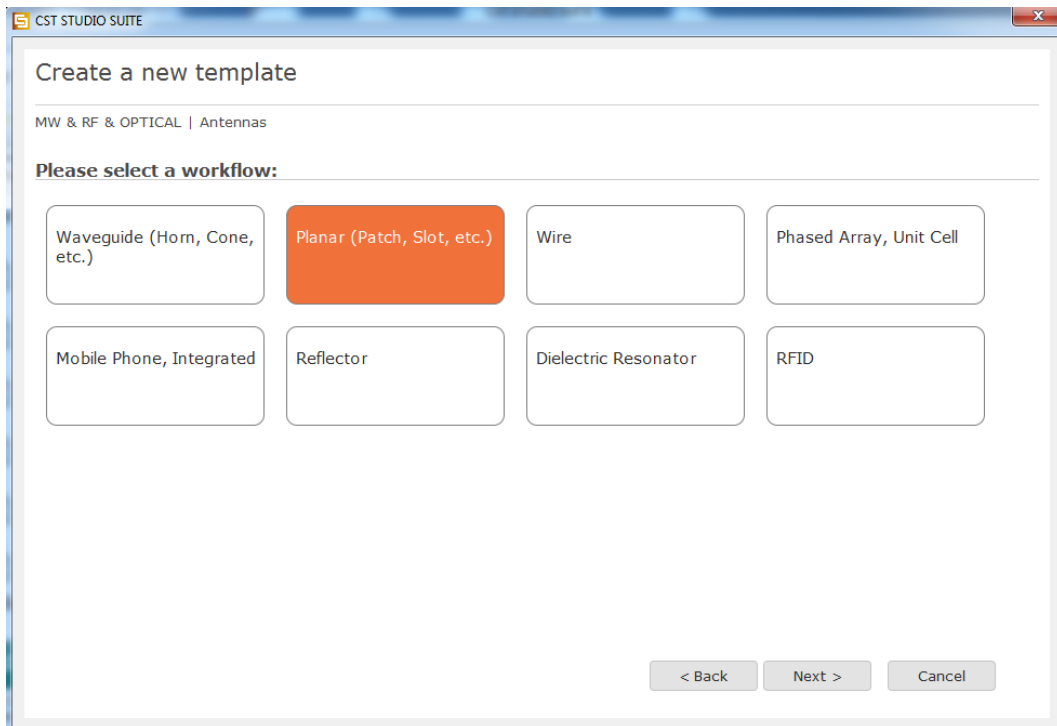 CST STUDIO SUITE
Create a new template
MW & RF & OPTICAL | Antennas
Please select a workflow:
Waveguide (Horn, Cone,
etc.)
Planar (Patch, Slot, etc.)
Wire
Phased Array, Unit Cell
Mobile Phone, Integrated
Reflector
Dielectric Resonator
RFID
< Back
Next >
Cancel